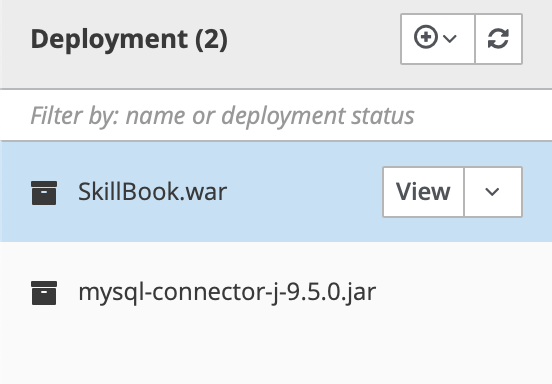 Deployment (2)
Filter by: name or deployment status
SkillBook.war
View
mysql-connector-j-9.5.0.jar